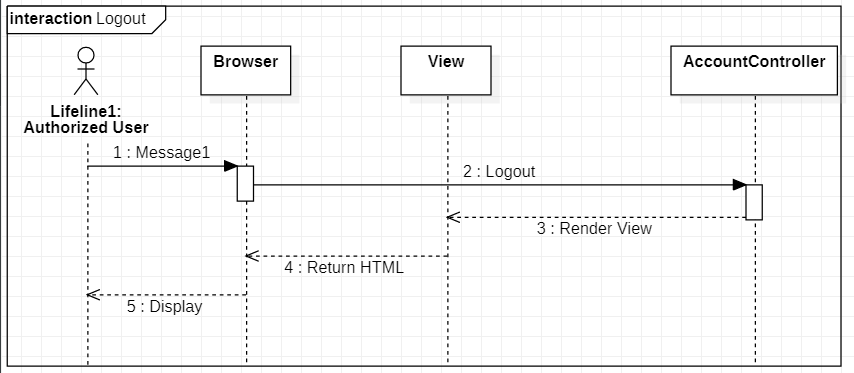 interaction Logout
Browser
View
AccountController
Lifeline1:
Authorized User
1 : Message1
2 : Logout
3 : Render View
4 : Return HTML
5 : Display